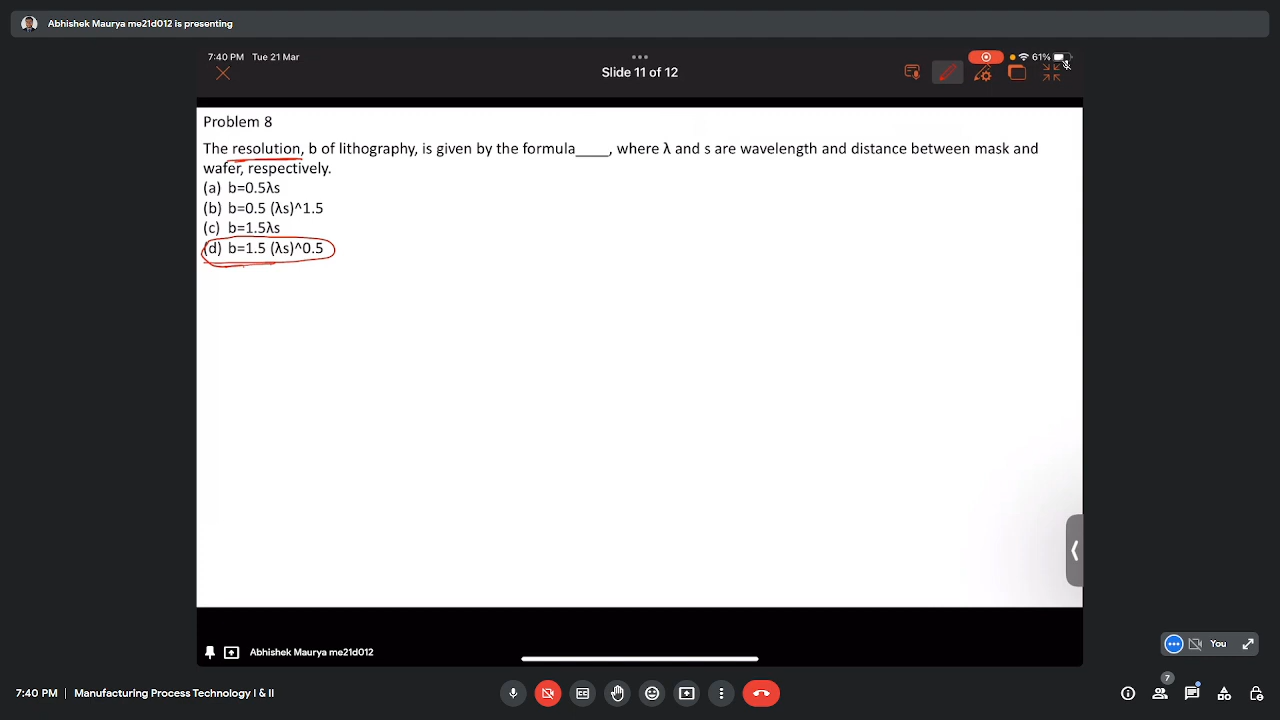 Abhishek Maurya me21d012 is presenting
7:40 PM Tue 21 Mar
61%
Slide 11 of 12
Problem 8
The resolution, b of lithography, is given by the formula____, where λ and s are wavelength and distance between mask and
wafer, respectively.
(a) b=0.5λs
(b) b=0.5 (λs)^1.5
(c) b=1.5λs
(d) b=1.5 (λs)^0.5
Abhishek Maurya me21d012
You
7:40 PM | Manufacturing Process Technology I & II
7